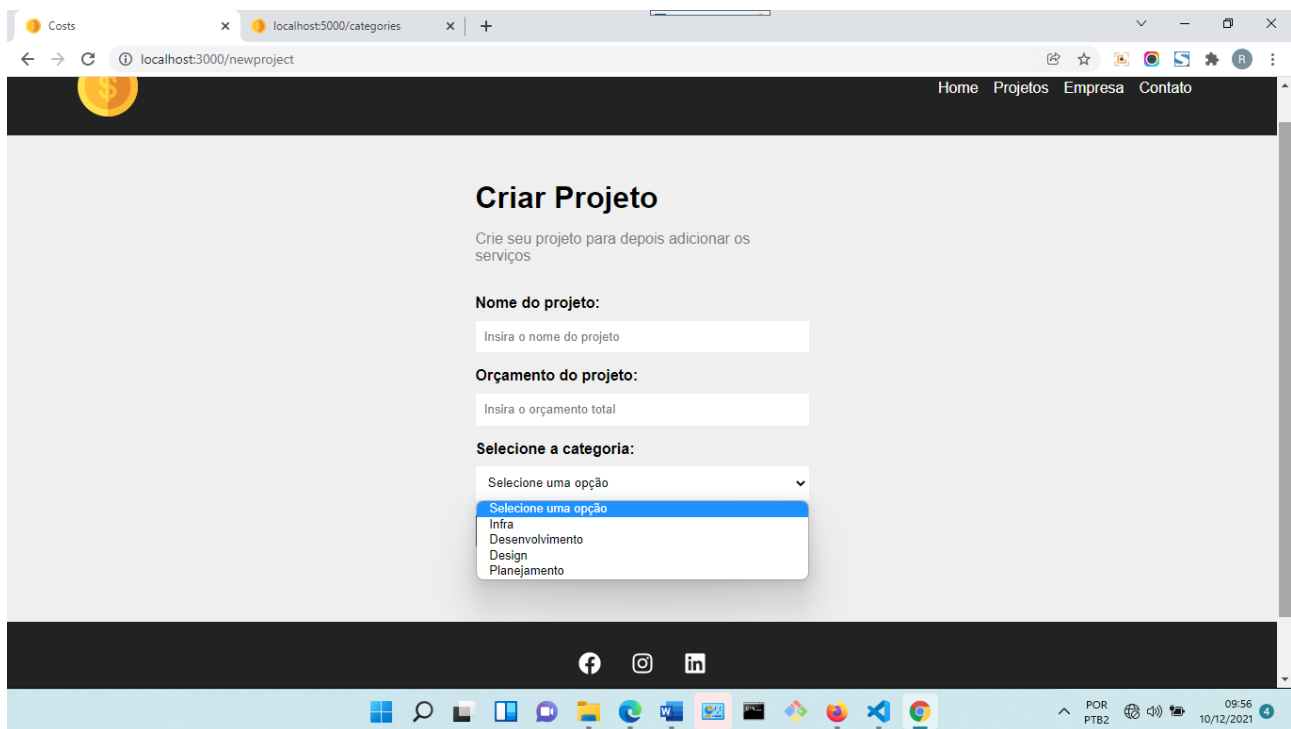 Costs
localhost:5000/categories
localhost:3000/newproject
R
$
Home Projetos Empresa Contato
Criar Projeto
Crie seu projeto para depois adicionar os
serviços
Nome do projeto:
Insira o nome do projeto
Orçamento do projeto:
Insira o orçamento total
Selecione a categoria:
Selecione uma opção
Selecione uma opção
Infra
Desenvolvimento
Design
Planejamento
POR
PTB2
09:56
10/12/2021
4